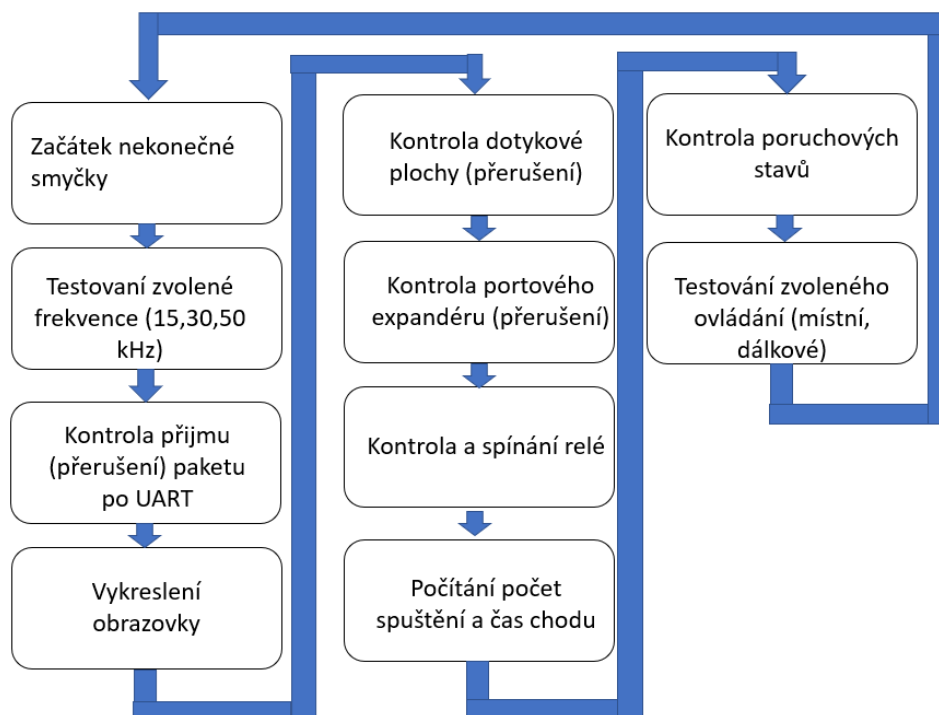 Začátek nekonečné
smyčky
Testovaní zvolené
frekvence (15,30,50
kHz)
Kontrola přijmu
(přerušení) paketu
po UART
Vykreslení
obrazovky
Kontrola dotykové
plochy (přerušení)
Kontrola portového
expandéru (přerušení)
Kontrola a spínání relé
Počítání počet
spuštění a čas chodu
Kontrola poruchových
stavů
Testování zvoleného
ovládání (místní,
dálkové)